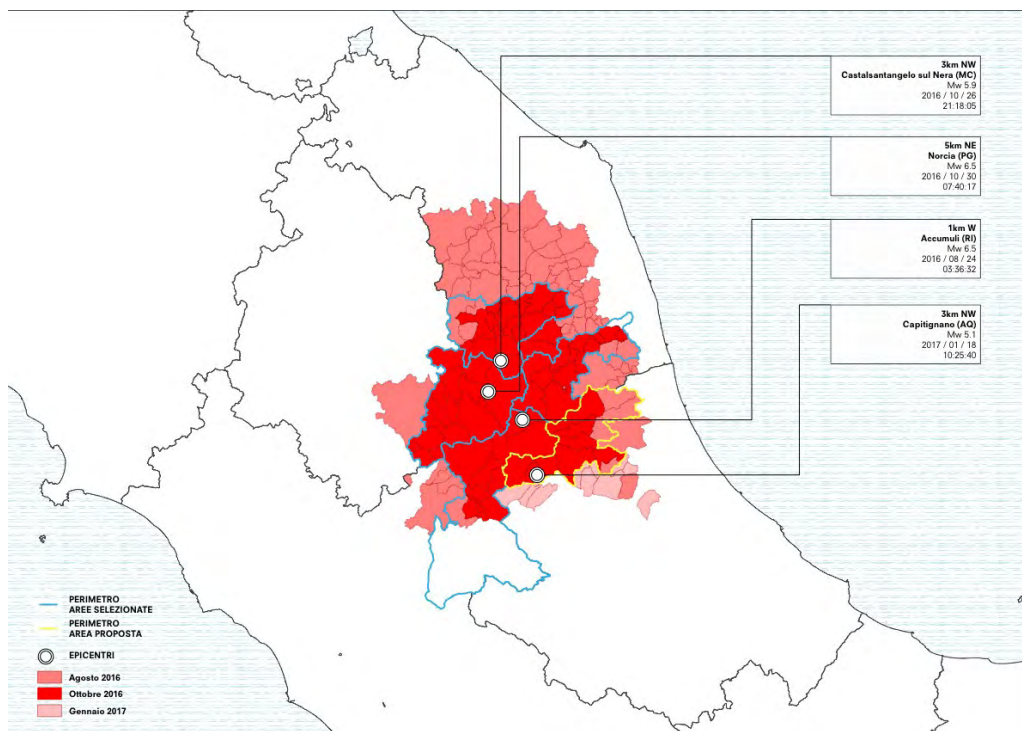 3km NW
Castalsantangelo sul Nera (MC)
Mw 5.9
2016 / 10 / 26
21:18:05
5km NE
Norcia (PG)
Mw 6.5
2016 / 10 / 30
07:40:17
1km W
Accumuli (RI)
Mw 6.5
2016 / 08 / 24
03:36:32
3km NW
Capitignano (AQ)
Mw 5.1
2017 / 01 / 18
10:25:40
PERIMETRO
AREE SELEZIONATE
PERIMETRO
AREA PROPOSTA
EPICENTRI
Agosto 2016
Ottobre 2016
Gennaio 2017